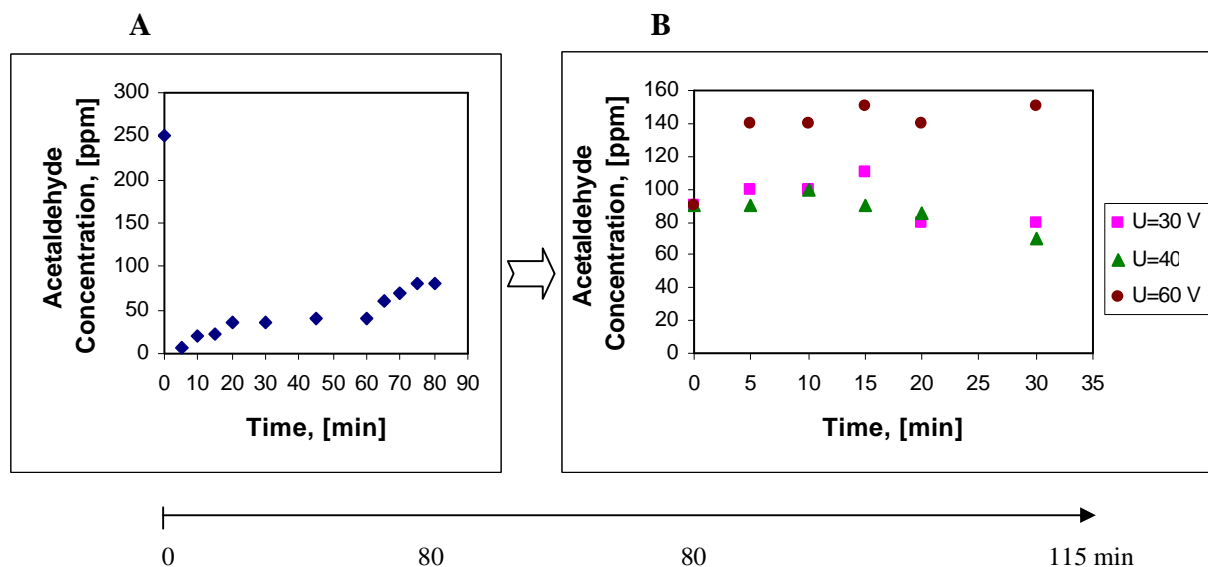 A
B
300
250
200
150
100
50
0
Acetaldehyde
Concentration, [ppm]
0 10 20 30 40 50 60 70 80 90
Time, [min]
160
140
120
100
80
60
40
20
0
Acetaldehyde
Concentration, [ppm]
0 5 10 15 20 25 30 35
Time, [min]
U=30 V
U=40
U=60 V
0 80 80 115 min